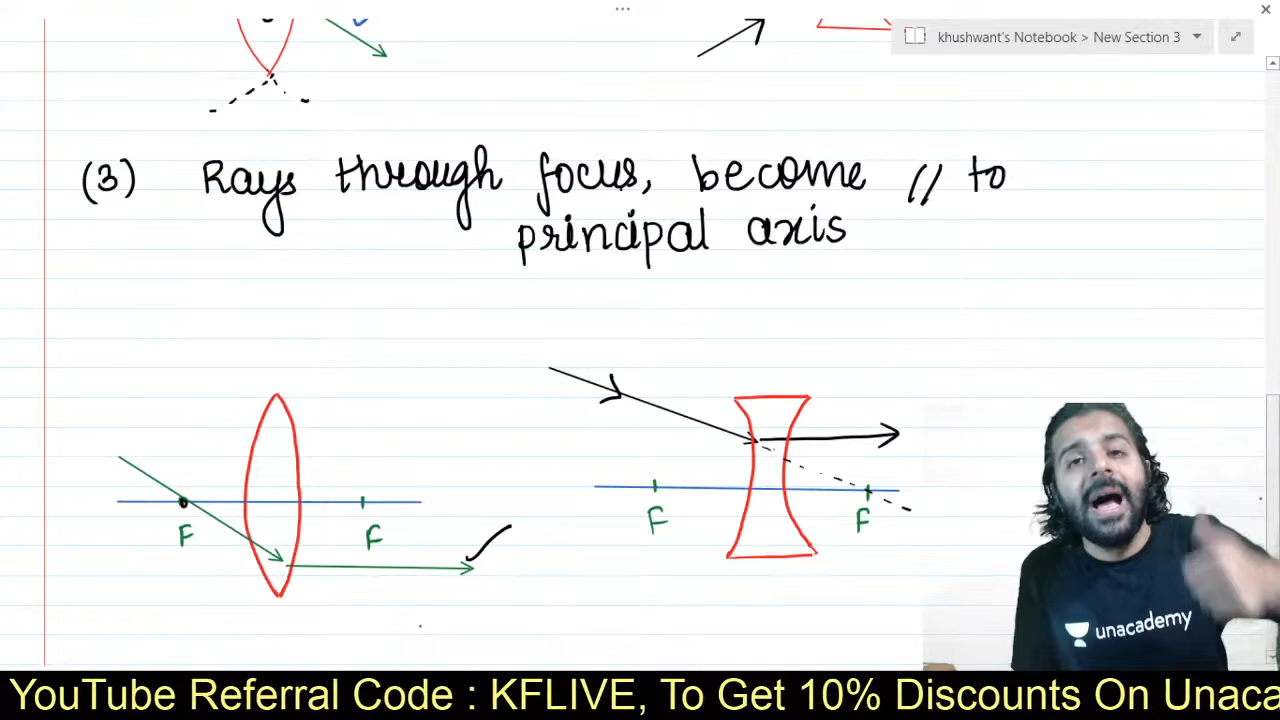 khushwant's Notebook > New Section 3
(3) Rays through focus, become // to
principal axis
F
F
F
F
unacademy
YouTube Referral Code : KFLIVE, To Get 10% Discounts On Unaca